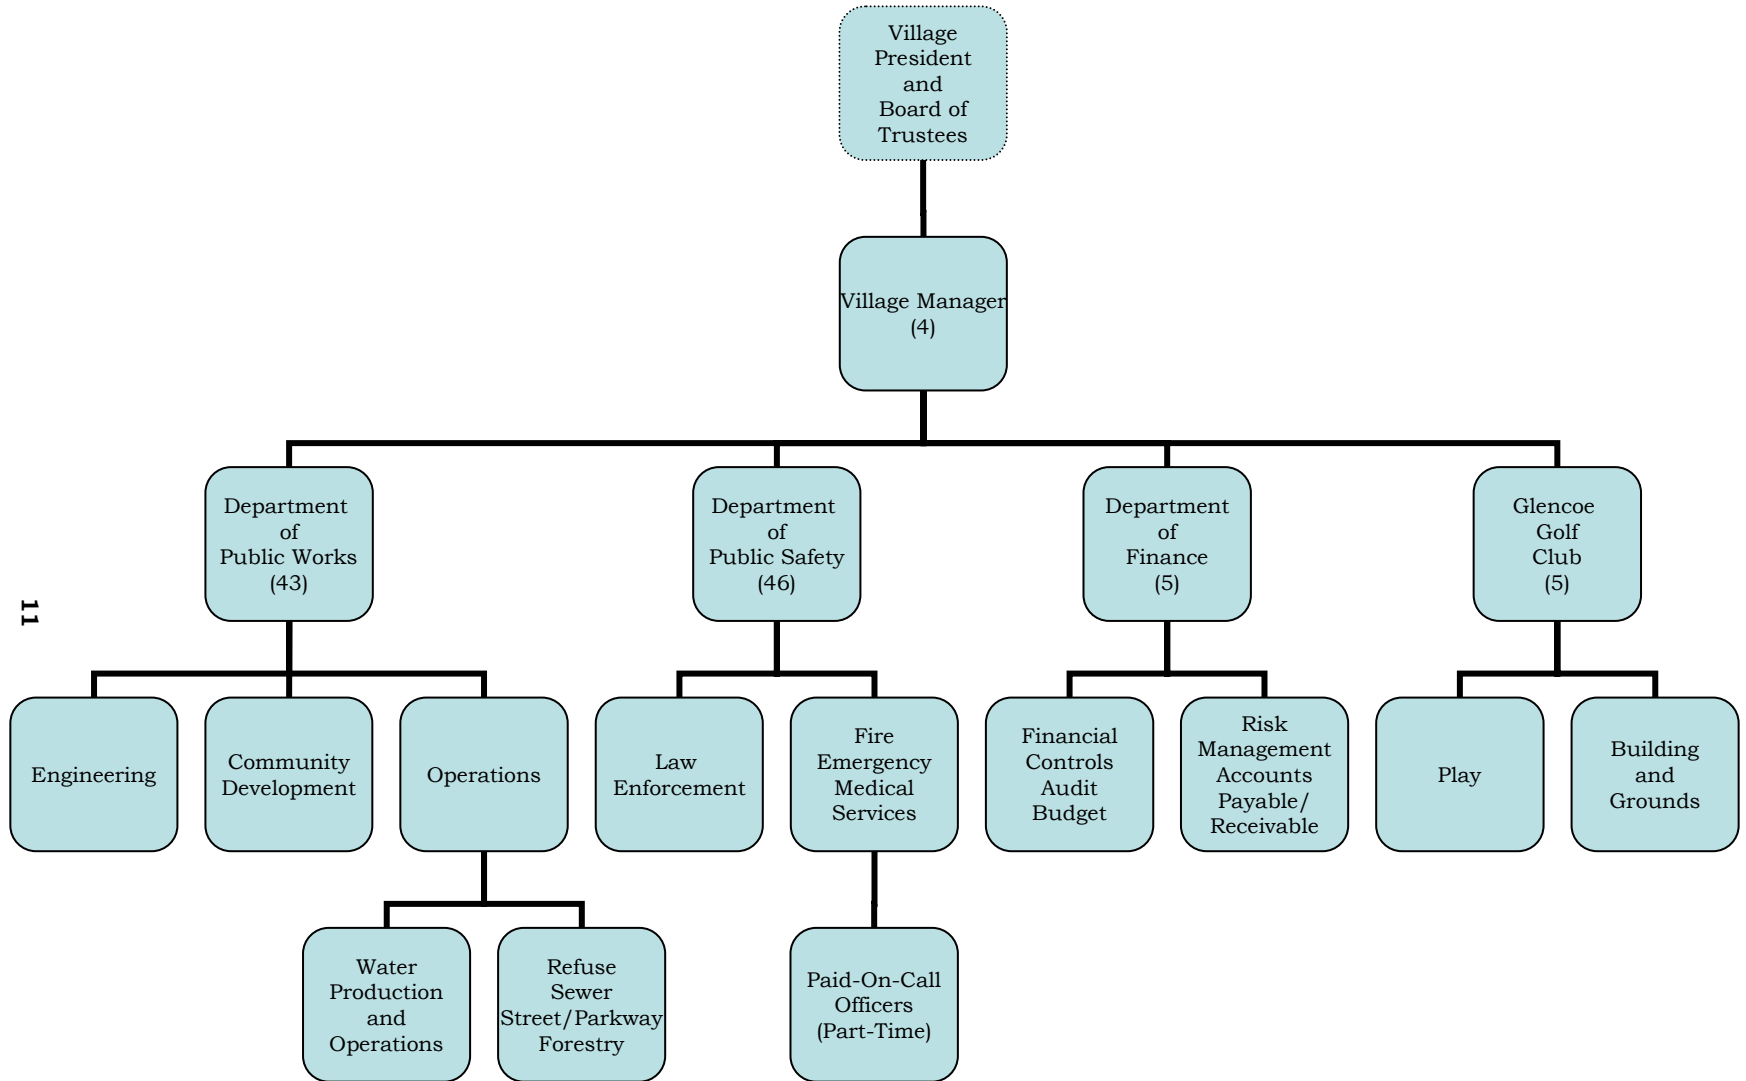 Village
President
and
Board of
Trustees
Village Manager
(4)
Department
of
Public Works
(43)
Department
of
Public Safety
(46)
Department
of
Finance
(5)
Glencoe
Golf
Club
(5)
11
Engineering
Community
Development
Operations
Law
Enforcement
Fire
Emergency
Medical
Services
Financial
Controls
Audit
Budget
Risk
Management
Accounts
Payable/
Receivable
Play
Building
and
Grounds
Water
Production
and
Operations
Refuse
Sewer
Street/Parkway
Forestry
Paid-On-Call
Officers
(Part-Time)